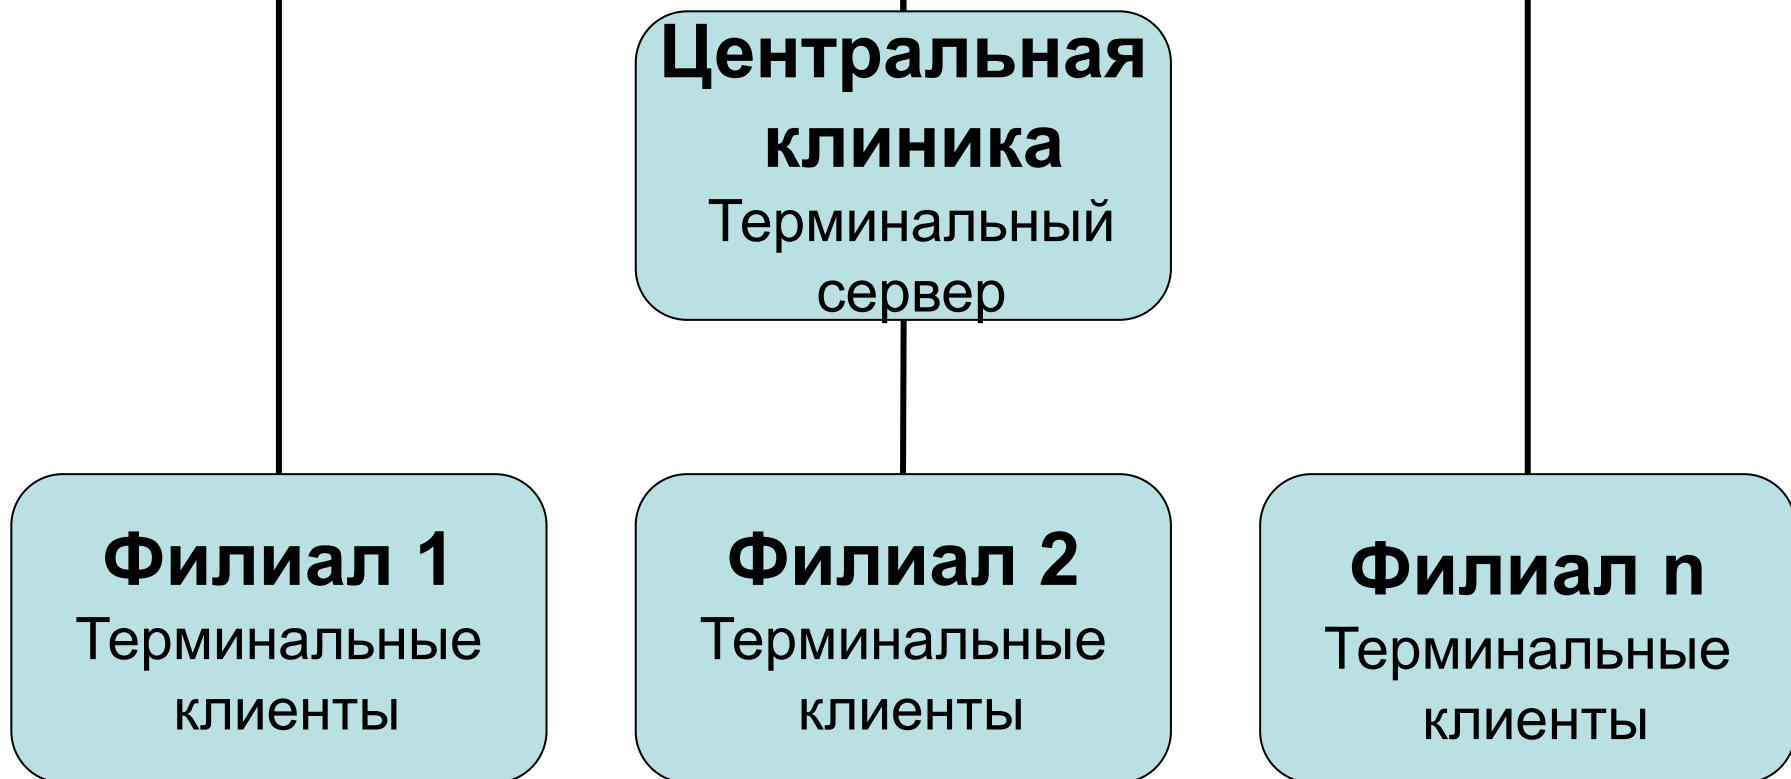 Центральная
клиника
Терминальный
сервер
Филиал 1
Терминальные
клиенты
Филиал 2
Терминальные
клиенты
Филиал n
Терминальные
клиенты